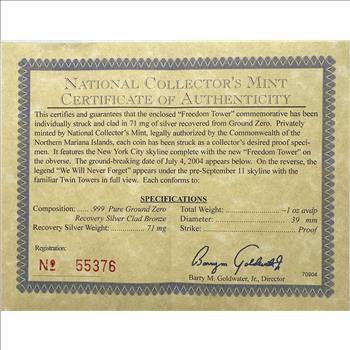 NATIONAL COLLECTOR'S MINT
CERTIFICATE OF AUTHENTICITY
This certifies and guarantees that the enclosed "Freedom Tower" commemorative has been
individually struck and clad in 71 mg of silver recovered from Ground Zero. Privately
minted by National Collector's Mint, legally authorized by the Commonwealth of the
Northern Mariana Islands, each coin has been struck as a collector's desired proof speci-
men. It features the New York City skyline complete with the new "Freedom Tower" on
the obverse. The ground-breaking date of July 4, 2004 appears below. On the reverse, the
legend "We Will Never Forget" appears under the pre-September 11 skyline with the
familiar Twin Towers in full view. Each conforms to:
SPECIFICATIONS
Composition: .......... .999 Pure Ground Zero
Recovery Silver Clad Bronze
Recovery Silver Weight: .................. 71 mg
Total Weight: ........................ ~1 oz avdp
Diameter: .............................. 39 mm
Strike: .................................... Proof
Registration:
Nº 55376
Barry M. Goldwater, Jr.
Barry M. Goldwater, Jr., Director
70904